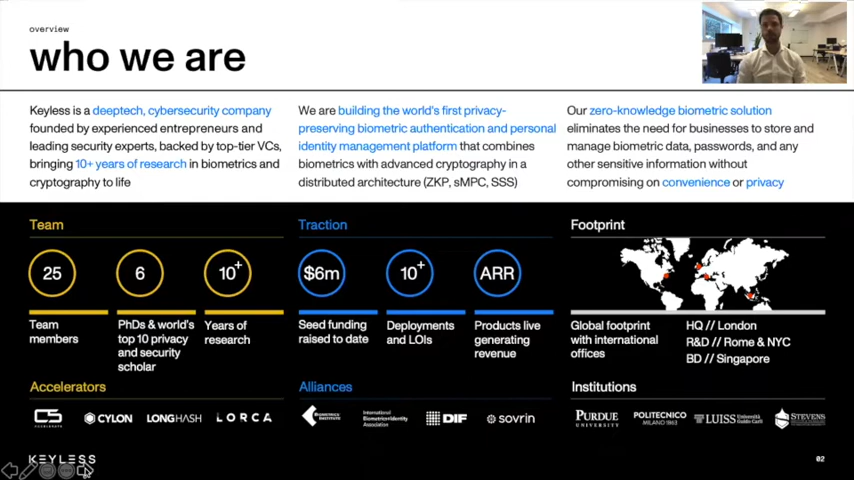 overview
who we are
Keyless is a deeptech, cybersecurity company
founded by experienced entrepreneurs and
leading security experts, backed by top-tier VCs,
bringing 10+ years of research in biometrics and
cryptography to life
We are building the world's first privacy-
preserving biometric authentication and personal
identity management platform that combines
biometrics with advanced cryptography in a
distributed architecture (ZKP, sMPC, SSS)
Our zero-knowledge biometric solution
eliminates the need for businesses to store and
manage biometric data, passwords, and any
other sensitive information without
compromising on convenience or privacy
Team
25
6
10+
Team
members
PhDs & world's
top 10 privacy
and security
scholar
Years of
research
Traction
$6m
10+
ARR
Seed funding
raised to date
Deployments
and LOIs
Products live
generating
revenue
Footprint
Global footprint
with international
offices
HQ // London
R&D // Rome & NYC
BD // Singapore
Accelerators
C5
CYLON
LONGHASH
LORCA
Alliances
BIOMETRICS
INSTITUTE
International
Biometrics+Identity
Association
DIF
sovrin
Institutions
PURDUE
UNIVERSITY
POLITECNICO
MILANO 1863
LUISS
STEVENS
KEYLESS
02